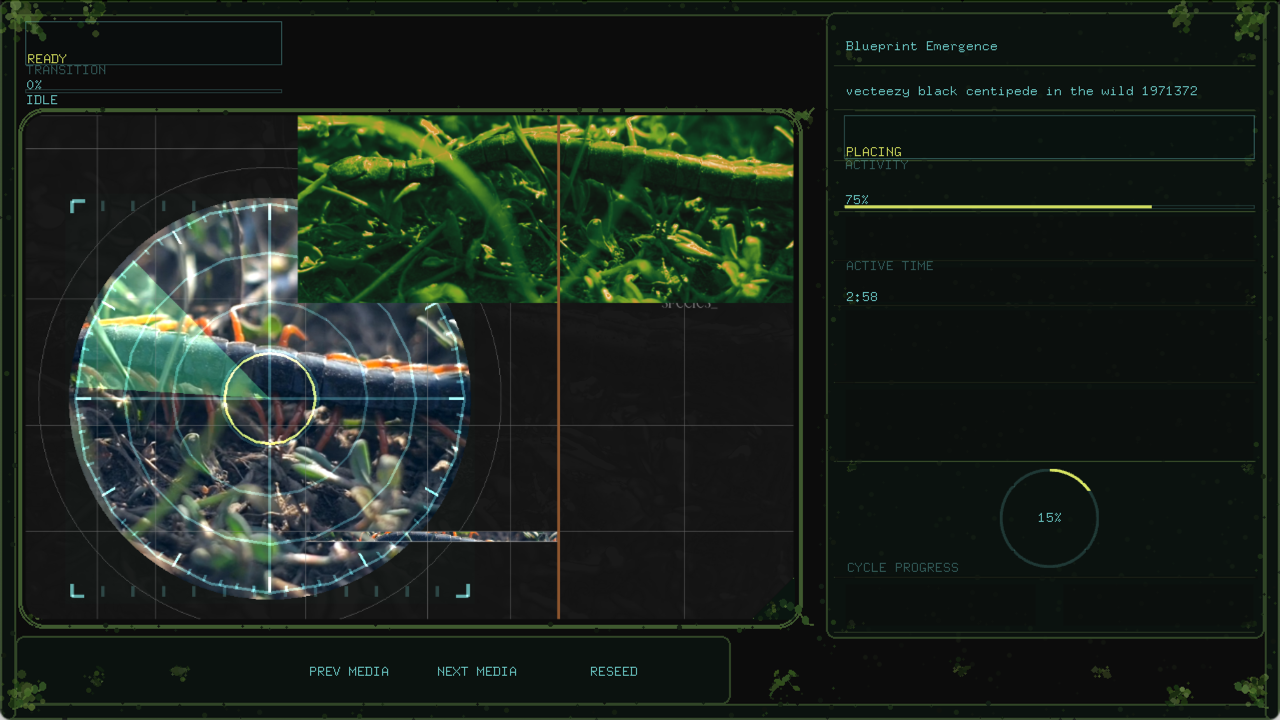 READY
TRANSITION
0%
IDLE
Blueprint Emergence
vecteezy black centipede in the wild 1971372
PLACING
ACTIVITY
75%
ACTIVE TIME
2:58
species_
15%
CYCLE PROGRESS
PREV MEDIA
NEXT MEDIA
RESEED